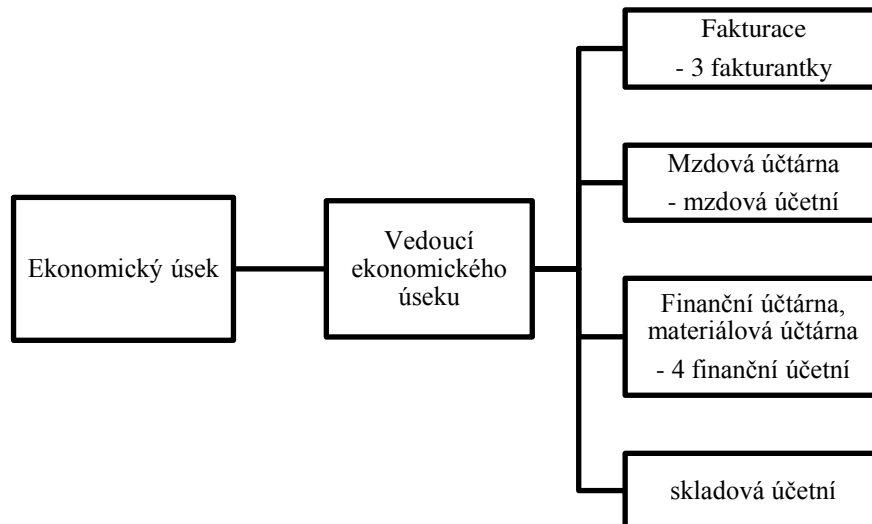 Ekonomický úsek
Vedoucí
ekonomického
úseku
Fakturace
- 3 fakturantky
Mzdová účtárna
- mzdová účetní
Finanční účtárna,
materiálová účtárna
- 4 finanční účetní
skladová účetní